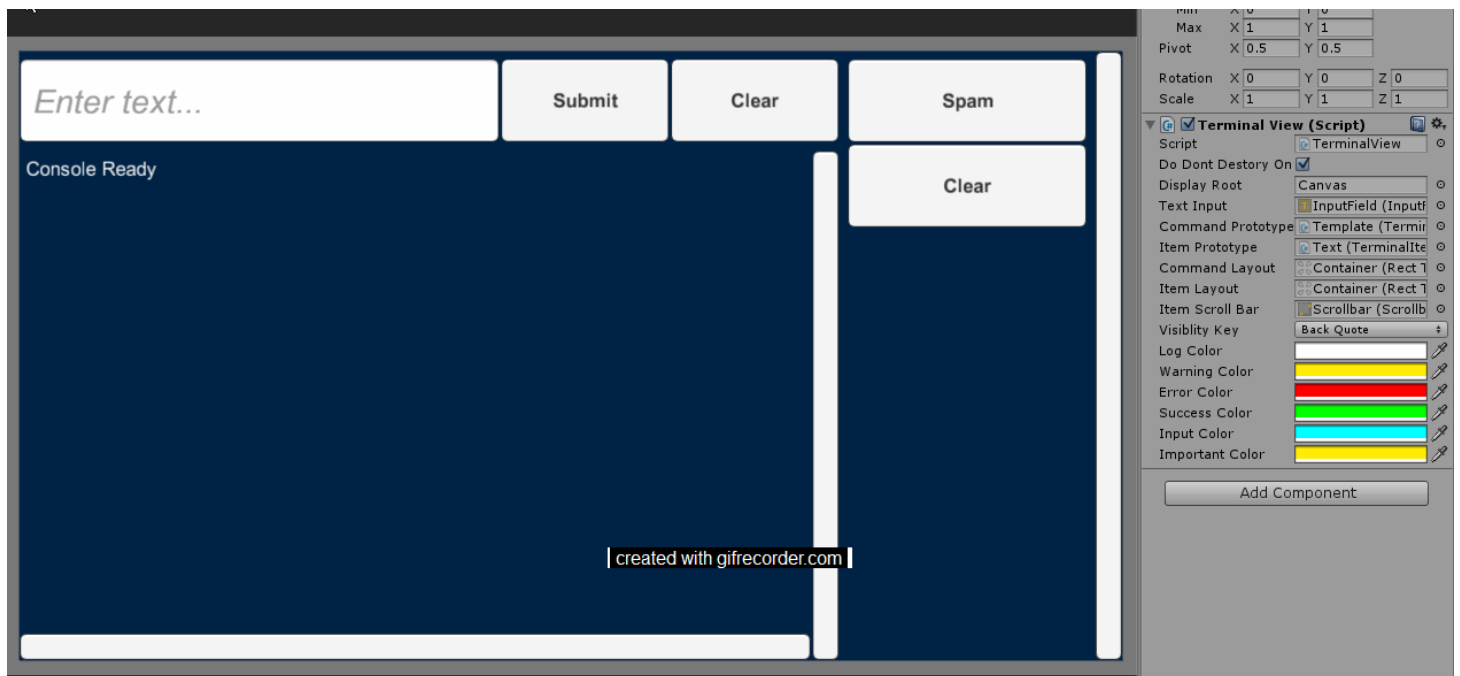 Enter text...
Submit
Clear
Spam
Console Ready
Clear
created with gifrecorder.com
Min X 0 Y 0
Max X 1 Y 1
Pivot X 0.5 Y 0.5
Rotation X 0 Y 0 Z 0
Scale X 1 Y 1 Z 1
Terminal View (Script)
Script TerminalView
Do Dont Destory On
Display Root Canvas
Text Input InputField (Inputf
Command Prototype Template (Termir
Item Prototype Text (TerminalIte
Command Layout Container (Rect T
Item Layout Container (Rect T
Item Scroll Bar Scrollbar (Scrollb
Visiblity Key Back Quote
Log Color
Warning Color
Error Color
Success Color
Input Color
Important Color
Add Component